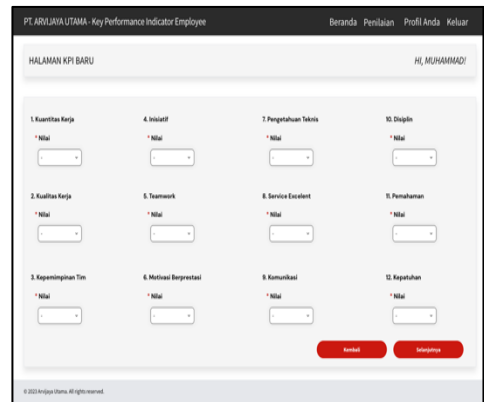 PT. ARVIJAYA UTAMA - Key Performance Indicator Employee Beranda Penilaian Profil Anda Keluar
HALAMAN KPI BARU HI, MUHAMMAD!
1. Kuantitas Kerja 4. Inisiatif 7. Pengetahuan Teknis 10. Disiplin
* Nilai * Nilai * Nilai * Nilai
- - - -
2. Kualitas Kerja 5. Teamwork 8. Service Excelent 11. Pemahaman
* Nilai * Nilai * Nilai * Nilai
- - - -
3. Kepemimpinan Tim 6. Motivasi Berprestasi 9. Komunikasi 12. Kepatuhan
* Nilai * Nilai * Nilai * Nilai
- - - -
Kembali Selanjutnya
© 2023 Arvijaya Utama. All rights reserved.